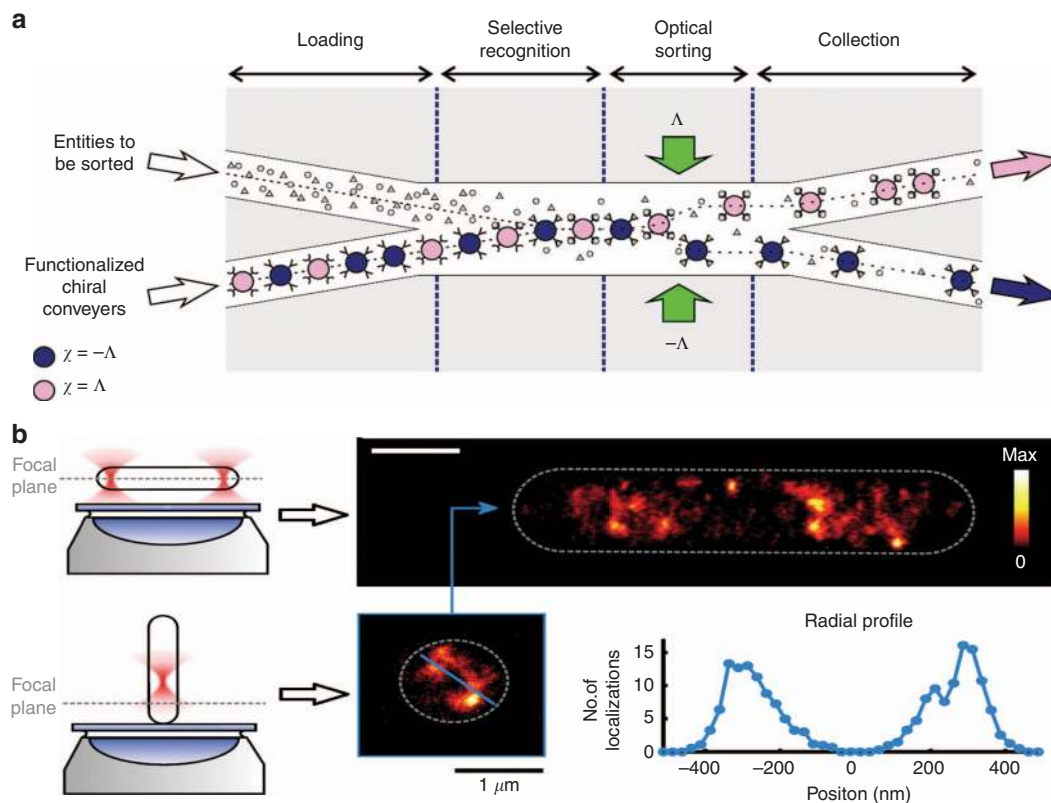 a
Loading
Selective
recognition
Optical
sorting
Collection
Entities to
be sorted
Λ
Functionalized
chiral
conveyers
−Λ
χ = −Λ
χ = Λ
b
Focal
plane
Max
0
Focal
plane
1 μm
Radial profile
No.of
localizations
15
10
5
0
−400
−200
0
200
400
Positon (nm)